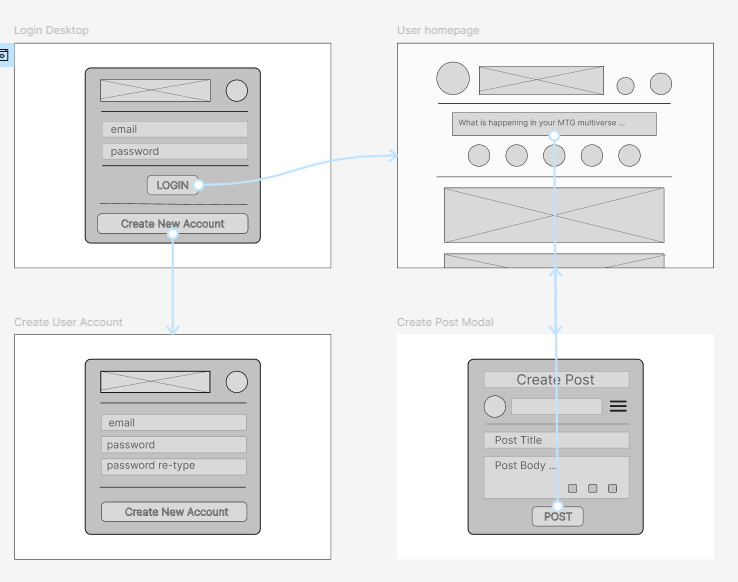 Login Desktop
email
password
LOGIN
Create New Account
User homepage
What is happening in your MTG multiverse ...
Create User Account
email
password
password re-type
Create New Account
Create Post Modal
Create Post
Post Title
Post Body ...
POST